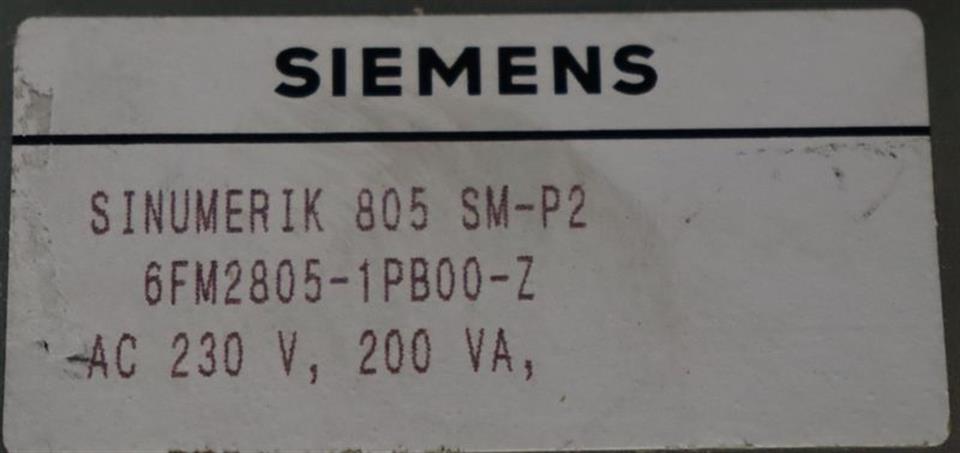 SIEMENS
SINUMERIK 805 SM-P2
6FM2805-1PB00-Z
AC 230 V, 200 VA,